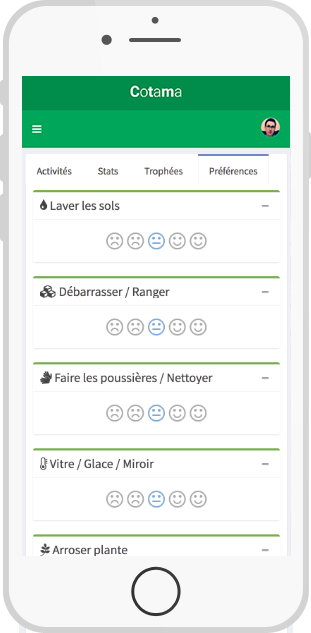 Cotama
Activités Stats Trophées Préférences
Laver les sols
Débarrasser / Ranger
Faire les poussières / Nettoyer
Vitre / Glace / Miroir
Arroser plante